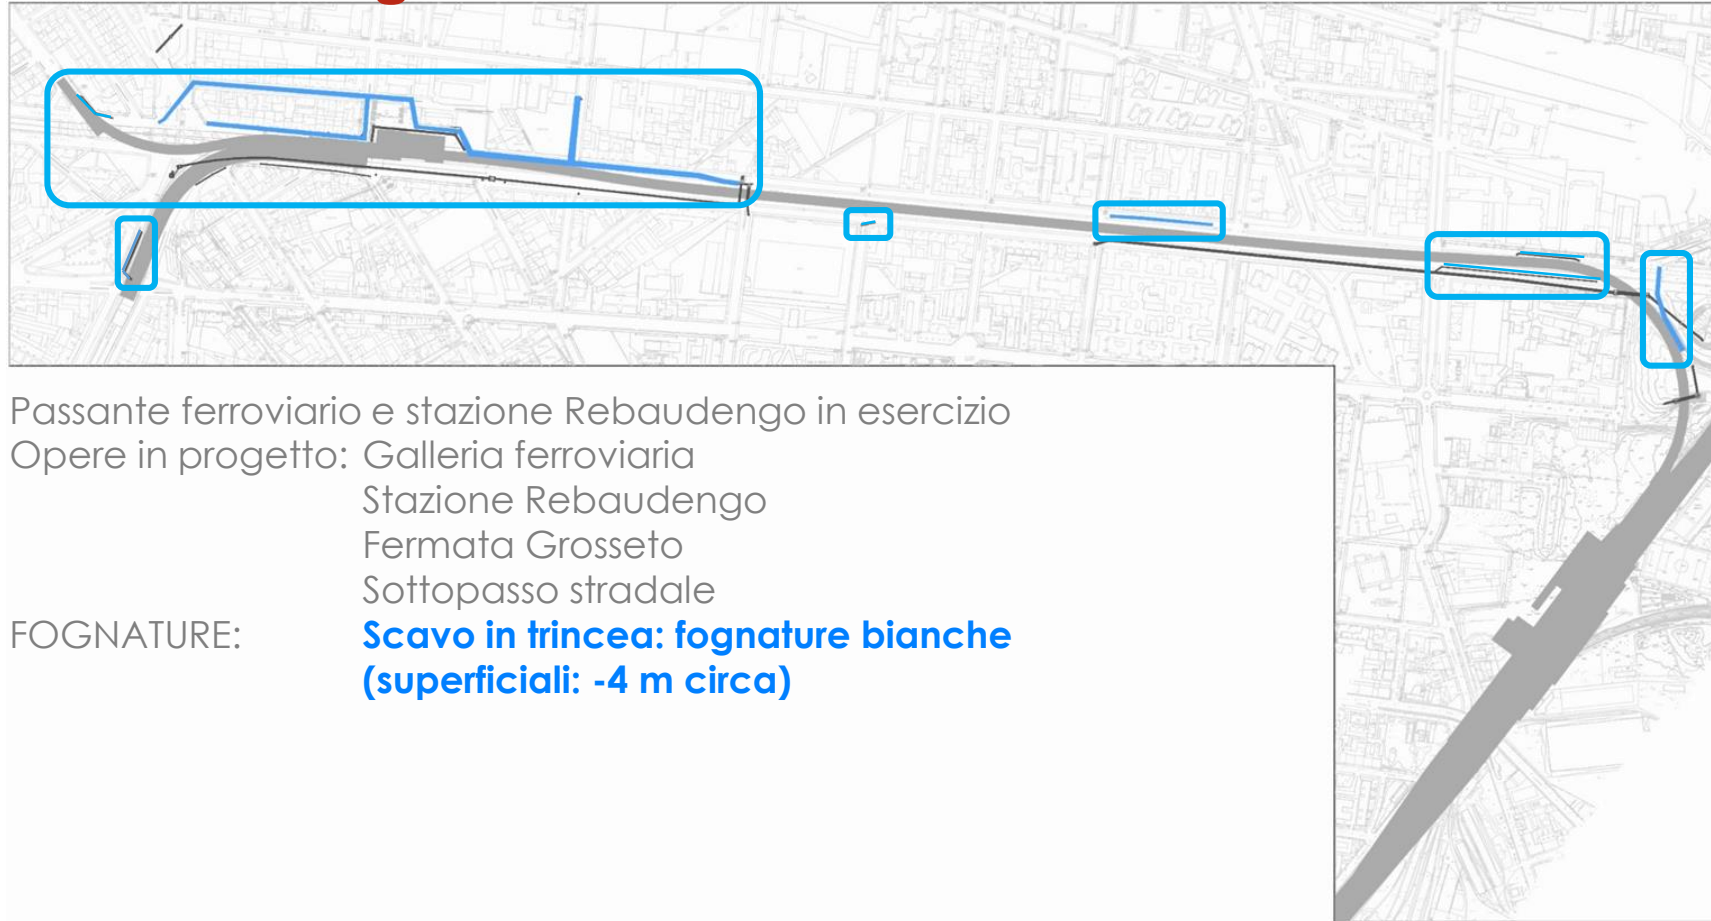 Passante ferroviario e stazione Rebaudengo in esercizio
Opere in progetto: Galleria ferroviaria
Stazione Rebaudengo
Fermata Grosseto
Sottopasso stradale
FOGNATURE: Scavo in trincea: fognature bianche
(superficiali: -4 m circa)